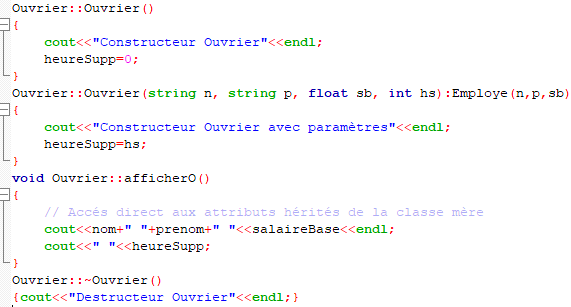 Ouvrier::Ouvrier()
{
cout<<"Constructeur Ouvrier"<<endl;
heureSupp=0;
}
Ouvrier::Ouvrier(string n, string p, float sb, int hs):Employe(n,p,sb)
{
cout<<"Constructeur Ouvrier avec paramètres"<<endl;
heureSupp=hs;
}
void Ouvrier::afficherO()
{
// Accés direct aux attributs hérités de la classe mère
cout<<nom+" "+prenom+" "<<salaireBase<<endl;
cout<<" "<<heureSupp;
}
Ouvrier::~Ouvrier()
{cout<<"Destructeur Ouvrier"<<endl;}